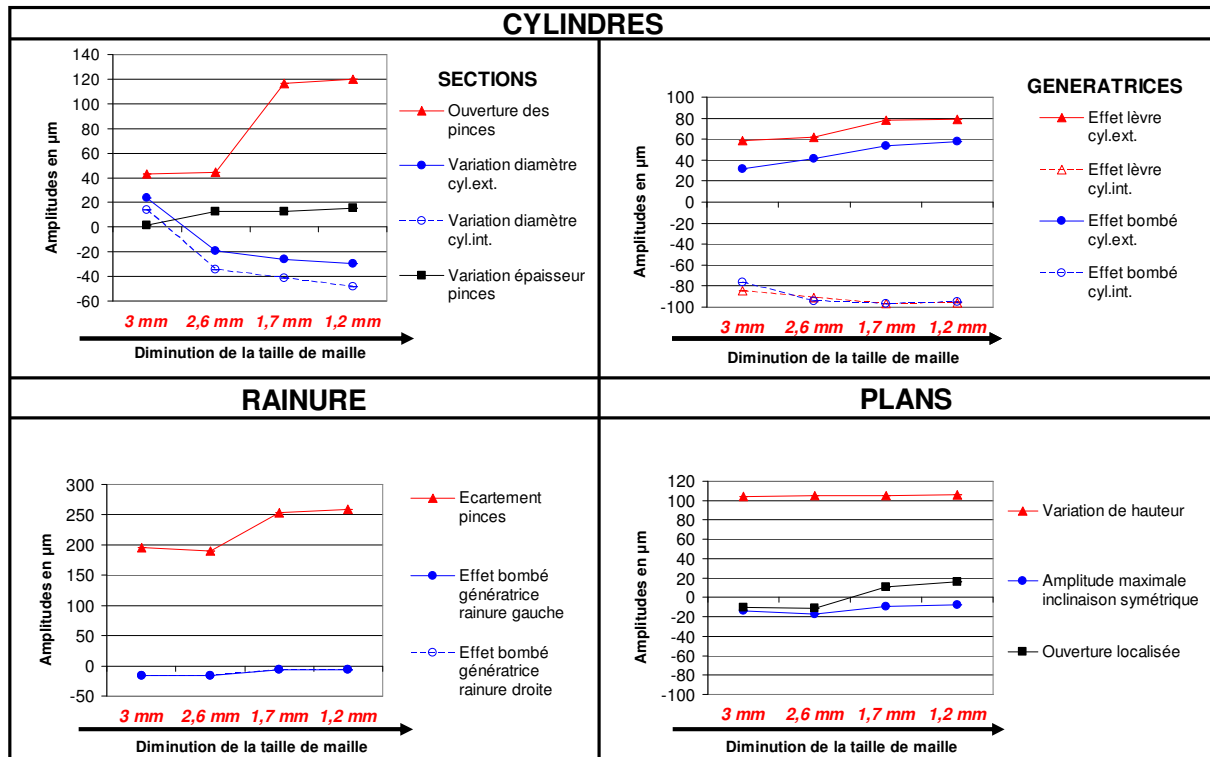 CYLINDRES
SECTIONS
Amplitudes en µm
140
120
100
80
60
40
20
0
-20
-40
-60
3 mm 2,6 mm 1,7 mm 1,2 mm
Diminution de la taille de maille
Ouverture des
pinces
Variation diamètre
cyl.ext.
Variation diamètre
cyl.int.
Variation épaisseur
pinces
GENERATRICES
Amplitudes en µm
100
80
60
40
20
0
-20
-40
-60
-80
-100
3 mm 2,6 mm 1,7 mm 1,2 mm
Diminution de la taille de maille
Effet lèvre
cyl.ext.
Effet lèvre
cyl.int.
Effet bombé
cyl.ext.
Effet bombé
cyl.int.
RAINURE
Amplitudes en µm
300
250
200
150
100
50
0
-50
3 mm 2,6 mm 1,7 mm 1,2 mm
Diminution de la taille de maille
Ecartement
pinces
Effet bombé
génératrice
rainure gauche
Effet bombé
génératrice
rainure droite
PLANS
Amplitudes en µm
120
100
80
60
40
20
0
-20
-40
-60
-80
-100
3 mm 2,6 mm 1,7 mm 1,2 mm
Diminution de la taille de maille
Variation de hauteur
Amplitude maximale
inclinaison symétrique
Ouverture localisée